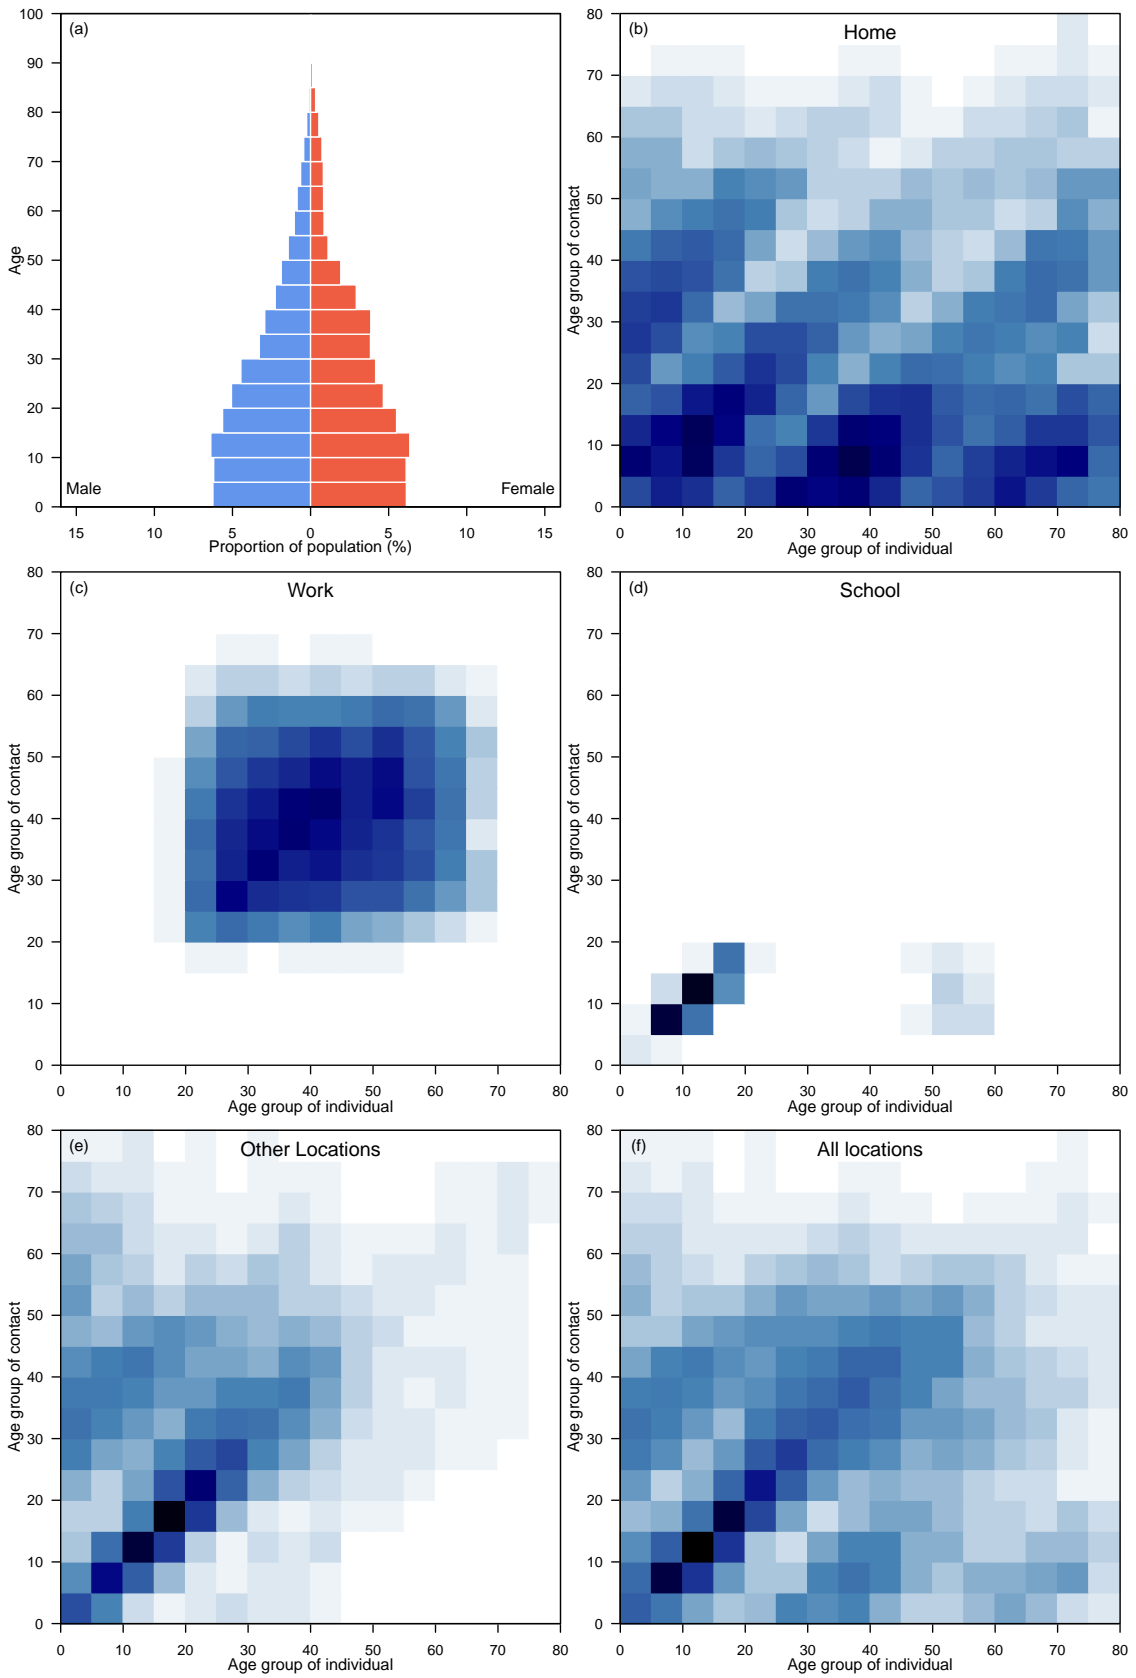 (a)
100
90
80
70
60
50
40
30
20
10
0
Age
Male
Female
15 10 5 0 5 10 15
Proportion of population (%)
(b)
Home
80
70
60
50
40
30
20
10
0
Age group of contact
0 10 20 30 40 50 60 70 80
Age group of individual
(c)
Work
80
70
60
50
40
30
20
10
0
Age group of contact
0 10 20 30 40 50 60 70 80
Age group of individual
(d)
School
80
70
60
50
40
30
20
10
0
Age group of contact
0 10 20 30 40 50 60 70 80
Age group of individual
(e)
Other Locations
80
70
60
50
40
30
20
10
0
Age group of contact
0 10 20 30 40 50 60 70 80
Age group of individual
(f)
All locations
80
70
60
50
40
30
20
10
0
Age group of contact
0 10 20 30 40 50 60 70 80
Age group of individual